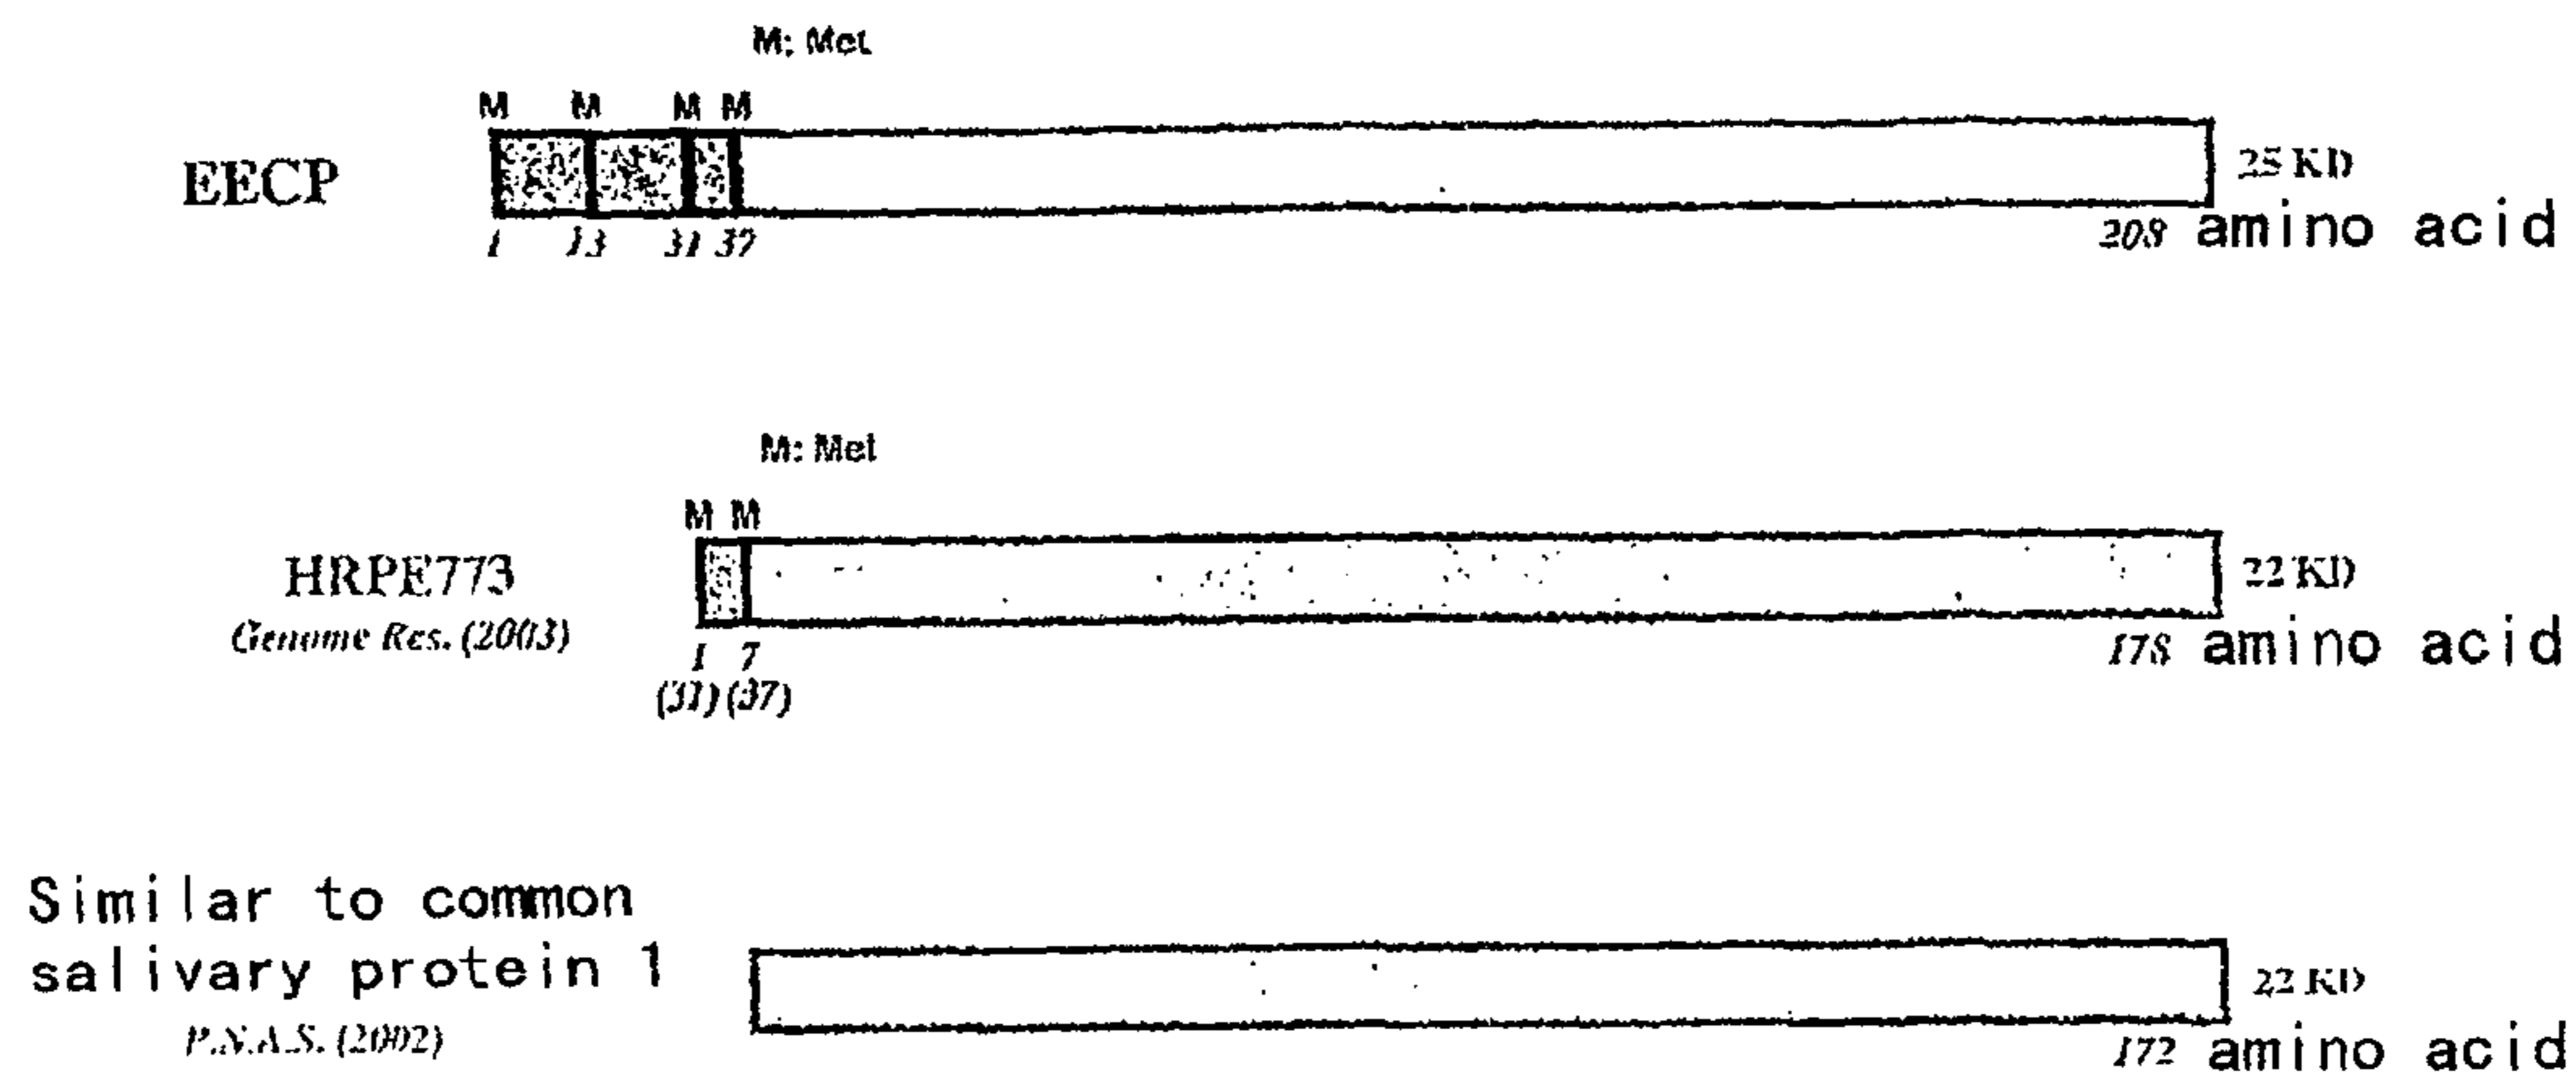 M: Met
M M M M
EECP
25 KD
1 13 31 37
208 amino acid
M: Met
M M
HRPE773
22 KD
Genome Res. (2003)
1 7
178 amino acid
(31) (37)
Similar to common
salivary protein 1
22 KD
P.N.A.S. (2002)
172 amino acid